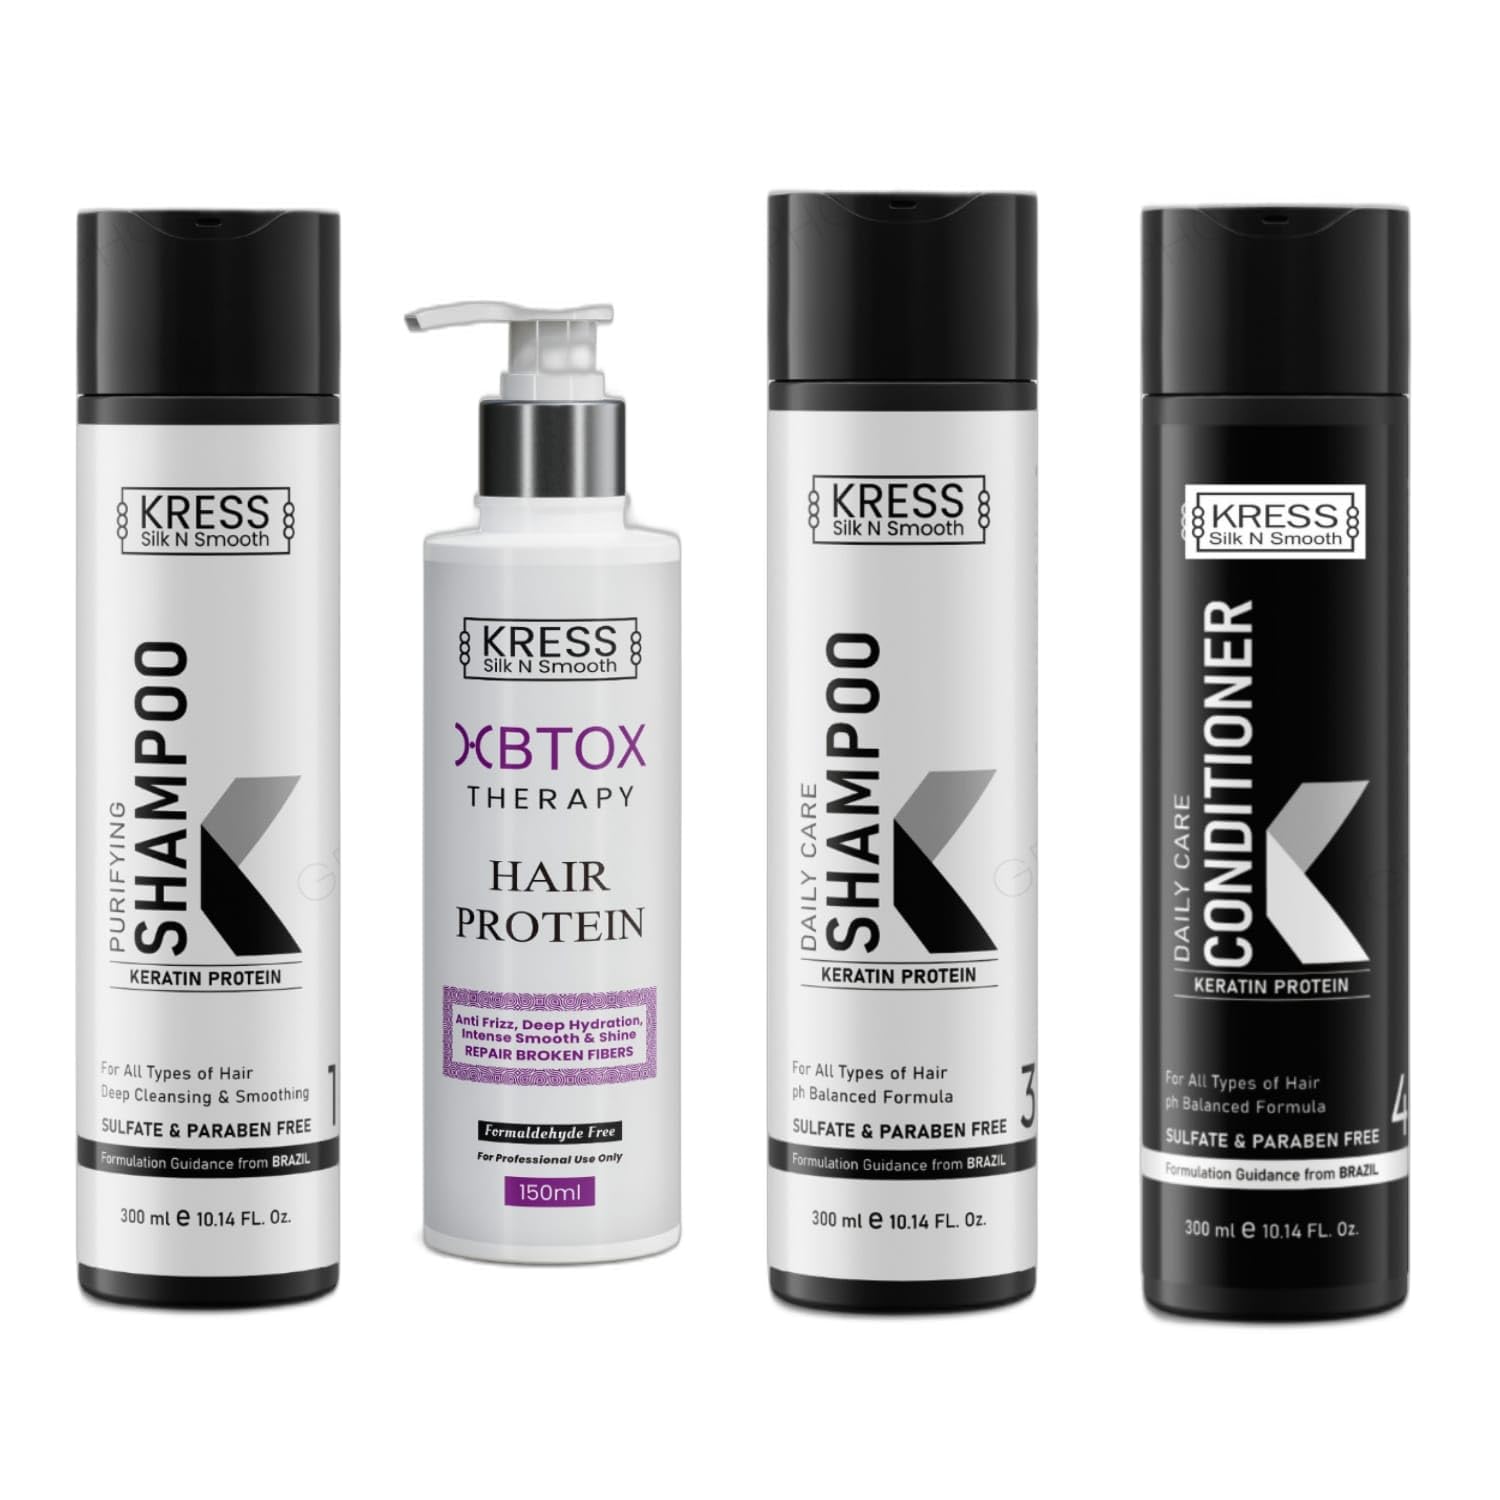 KRESS
Silk N Smooth
PURIFYING
SHAMPOO
KERATIN PROTEIN
For All Types of Hair
Deep Cleansing & Smoothing
1
SULFATE & PARABEN FREE
Formulation Guidance from BRAZIL
300 ml e 10.14 FL. Oz.
KRESS
Silk N Smooth
BTOX
THERAPY
HAIR
PROTEIN
Anti Frizz, Deep Hydration,
Intense Smooth & Shine
REPAIR BROKEN FIBERS
Formaldehyde Free
For Professional Use Only
150ml
KRESS
Silk N Smooth
DAILY CARE
SHAMPOO
KERATIN PROTEIN
For All Types of Hair
ph Balanced Formula
3
SULFATE & PARABEN FREE
Formulation Guidance from BRAZIL
300 ml e 10.14 FL. Oz.
KRESS
Silk N Smooth
DAILY CARE
CONDITIONER
KERATIN PROTEIN
For All Types of Hair
ph Balanced Formula
4
SULFATE & PARABEN FREE
Formulation Guidance from BRAZIL
300 ml e 10.14 FL. Oz.